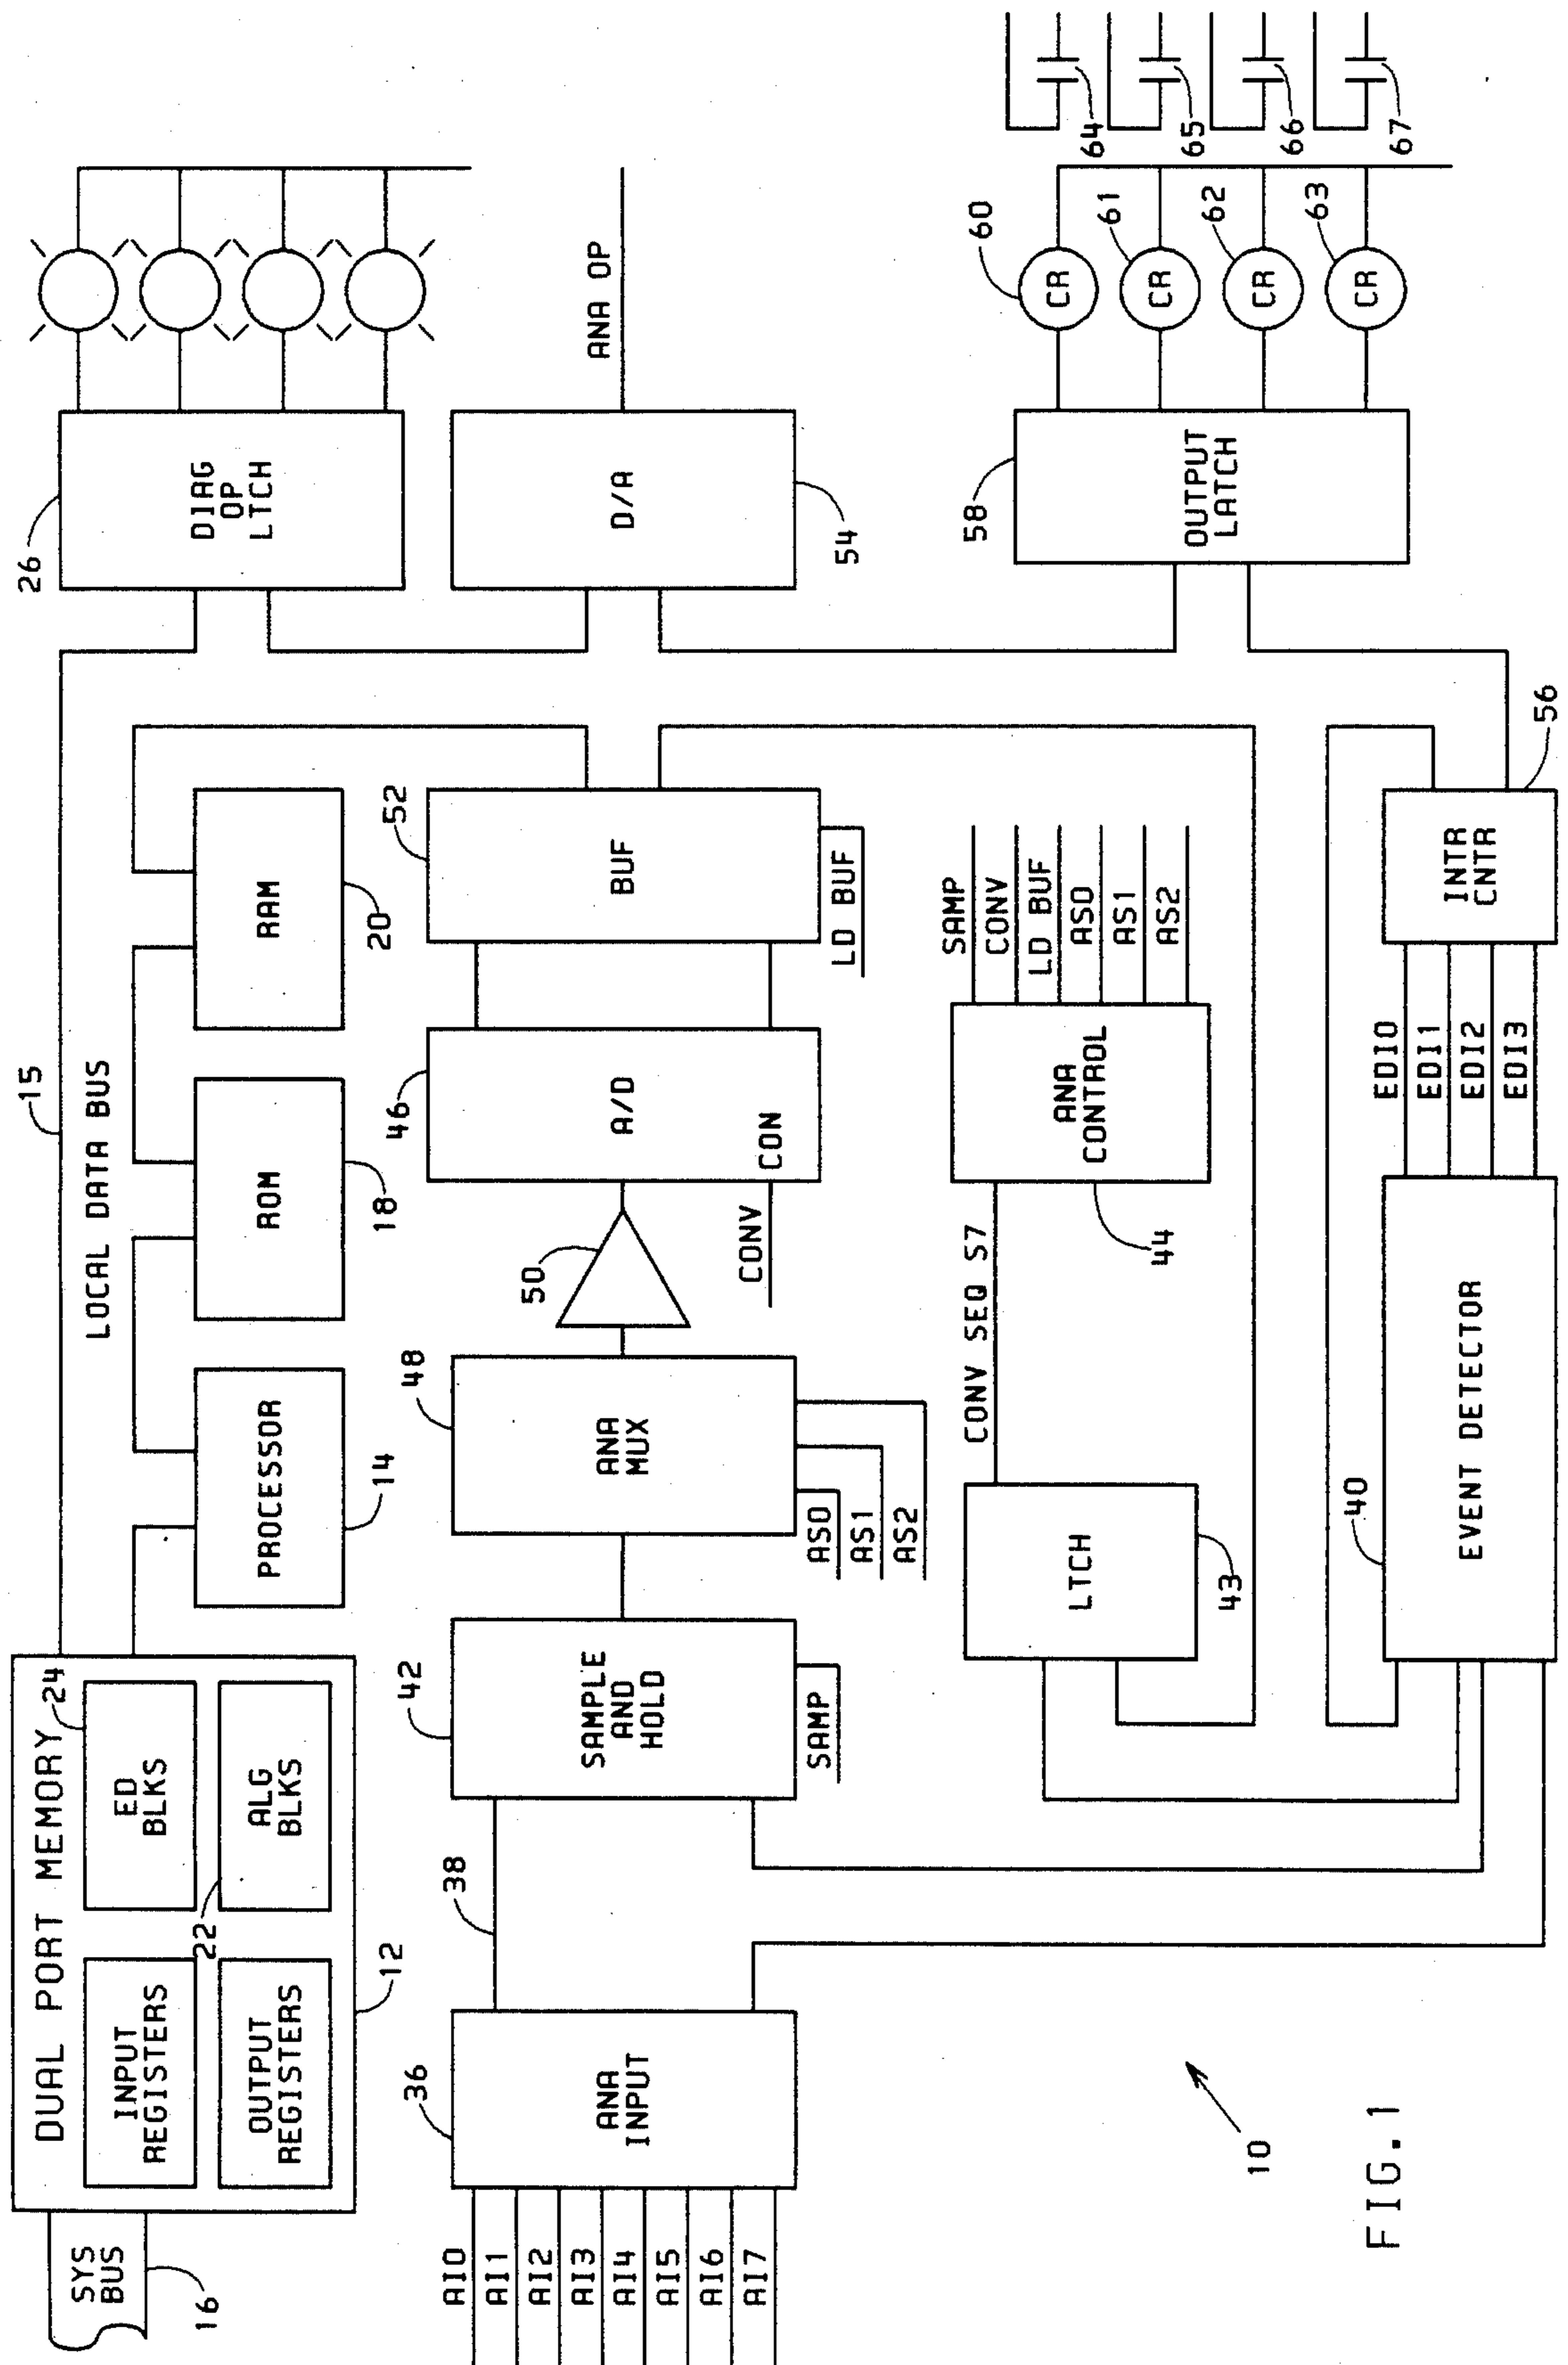 SYS
BUS
16
DUAL PORT MEMORY
INPUT
REGISTERS
OUTPUT
REGISTERS
ED
BLKS
24
ALG
BLKS
22
12
15
LOCAL DATA BUS
PROCESSOR
14
ROM
18
RAM
20
26
DIAG
OP
LTCH
AI0
AI1
AI2
AI3
AI4
AI5
AI6
AI7
36
ANA
INPUT
38
42
SAMPLE
AND
HOLD
SAMP
48
ANA
MUX
AS0
AS1
AS2
50
46
A/D
CON
CONV
52
BUF
LD BUF
D/A
54
ANA OP
LTCH
43
CONV SEQ S7
ANA
CONTROL
44
SAMP
CONV
LD BUF
AS0
AS1
AS2
58
OUTPUT
LATCH
60
CR
61
CR
62
CR
63
CR
64
65
66
67
40
EVENT DETECTOR
EDI0
EDI1
EDI2
EDI3
INTR
CNTR
56
10
FIG.1